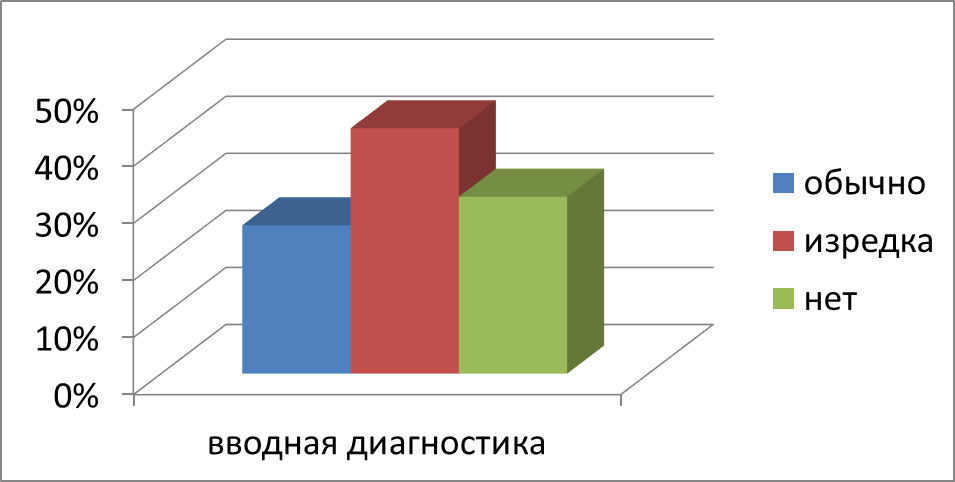 50%
40%
30%
20%
10%
0%
вводная диагностика
обычно
изредка
нет